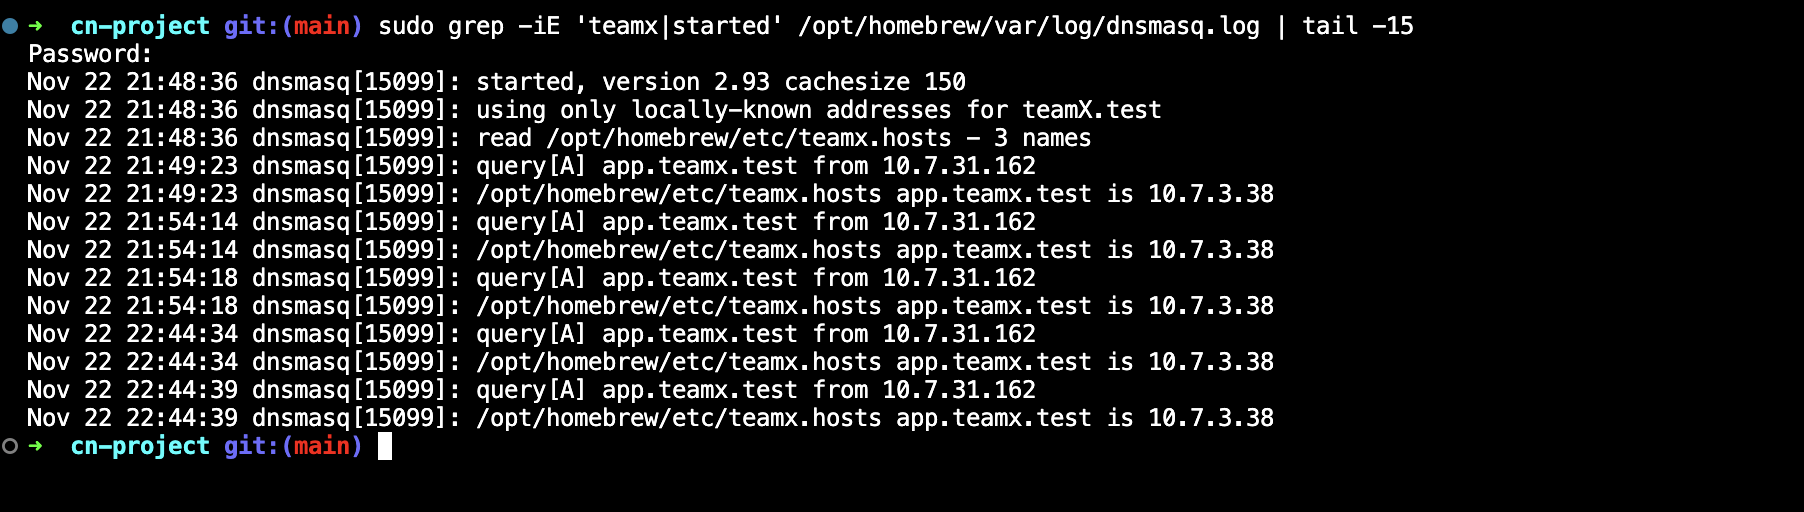 ➜  cn-project git:(main) sudo grep -iE 'teamx|started' /opt/homebrew/var/log/dnsmasq.log | tail -15
Password:
Nov 22 21:48:36 dnsmasq[15099]: started, version 2.93 cachesize 150
Nov 22 21:48:36 dnsmasq[15099]: using only locally-known addresses for teamX.test
Nov 22 21:48:36 dnsmasq[15099]: read /opt/homebrew/etc/teamx.hosts - 3 names
Nov 22 21:49:23 dnsmasq[15099]: query[A] app.teamx.test from 10.7.31.162
Nov 22 21:49:23 dnsmasq[15099]: /opt/homebrew/etc/teamx.hosts app.teamx.test is 10.7.3.38
Nov 22 21:54:14 dnsmasq[15099]: query[A] app.teamx.test from 10.7.31.162
Nov 22 21:54:14 dnsmasq[15099]: /opt/homebrew/etc/teamx.hosts app.teamx.test is 10.7.3.38
Nov 22 21:54:18 dnsmasq[15099]: query[A] app.teamx.test from 10.7.31.162
Nov 22 21:54:18 dnsmasq[15099]: /opt/homebrew/etc/teamx.hosts app.teamx.test is 10.7.3.38
Nov 22 22:44:34 dnsmasq[15099]: query[A] app.teamx.test from 10.7.31.162
Nov 22 22:44:34 dnsmasq[15099]: /opt/homebrew/etc/teamx.hosts app.teamx.test is 10.7.3.38
Nov 22 22:44:39 dnsmasq[15099]: query[A] app.teamx.test from 10.7.31.162
Nov 22 22:44:39 dnsmasq[15099]: /opt/homebrew/etc/teamx.hosts app.teamx.test is 10.7.3.38
➜  cn-project git:(main)